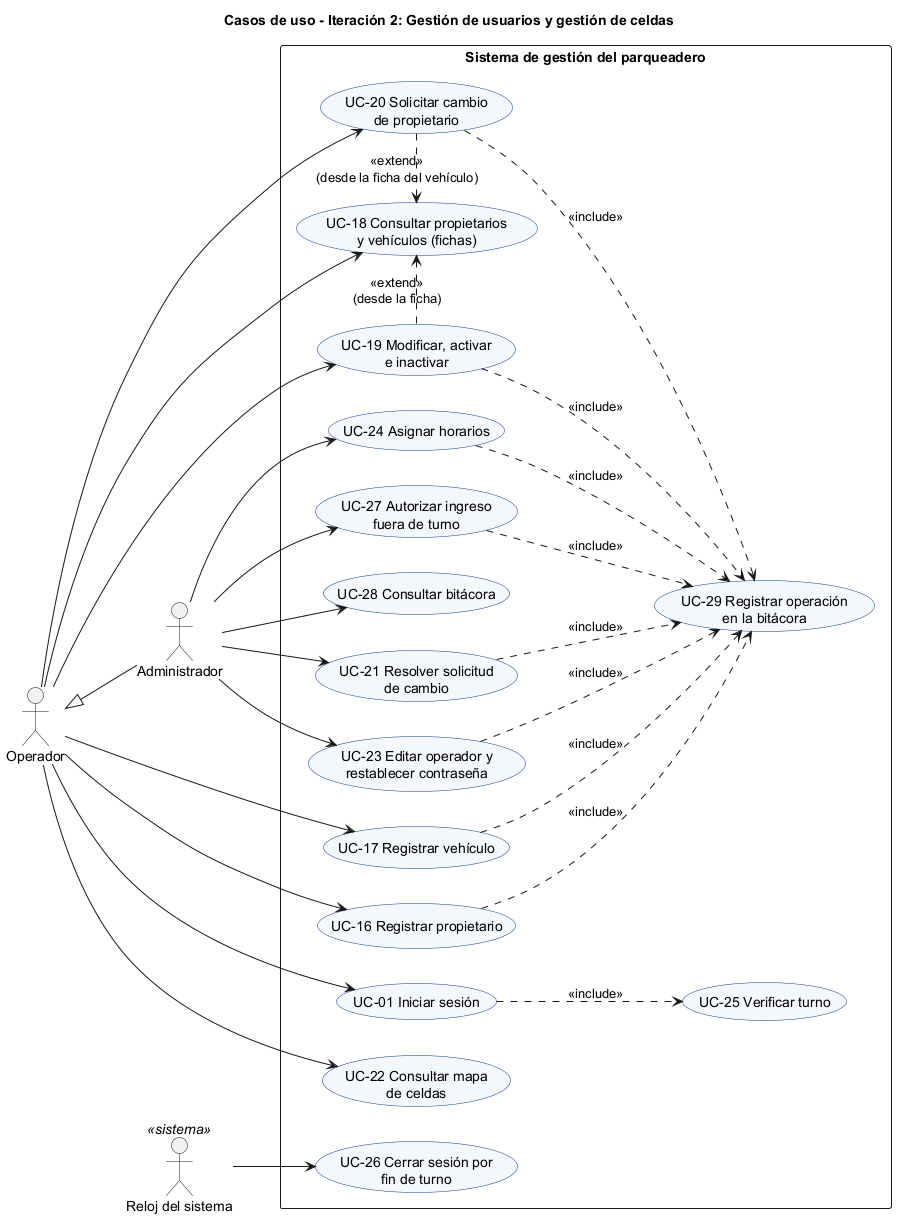 Casos de uso - Iteración 2: Gestión de usuarios y gestión de celdas
Sistema de gestión del parqueadero
UC-20 Solicitar cambio
de propietario
«extend»
(desde la ficha del vehículo)
«include»
UC-18 Consultar propietarios
y vehículos (fichas)
«extend»
(desde la ficha)
UC-19 Modificar, activar
e inactivar
«include»
UC-24 Asignar horarios
«include»
UC-27 Autorizar ingreso
fuera de turno
«include»
UC-28 Consultar bitácora
UC-29 Registrar operación
en la bitácora
«include»
Administrador
UC-21 Resolver solicitud
de cambio
«include»
Operador
UC-23 Editar operador y
restablecer contraseña
«include»
UC-17 Registrar vehículo
«include»
UC-16 Registrar propietario
UC-01 Iniciar sesión
«include»
UC-25 Verificar turno
UC-22 Consultar mapa
de celdas
«sistema»
Reloj del sistema
UC-26 Cerrar sesión por
fin de turno